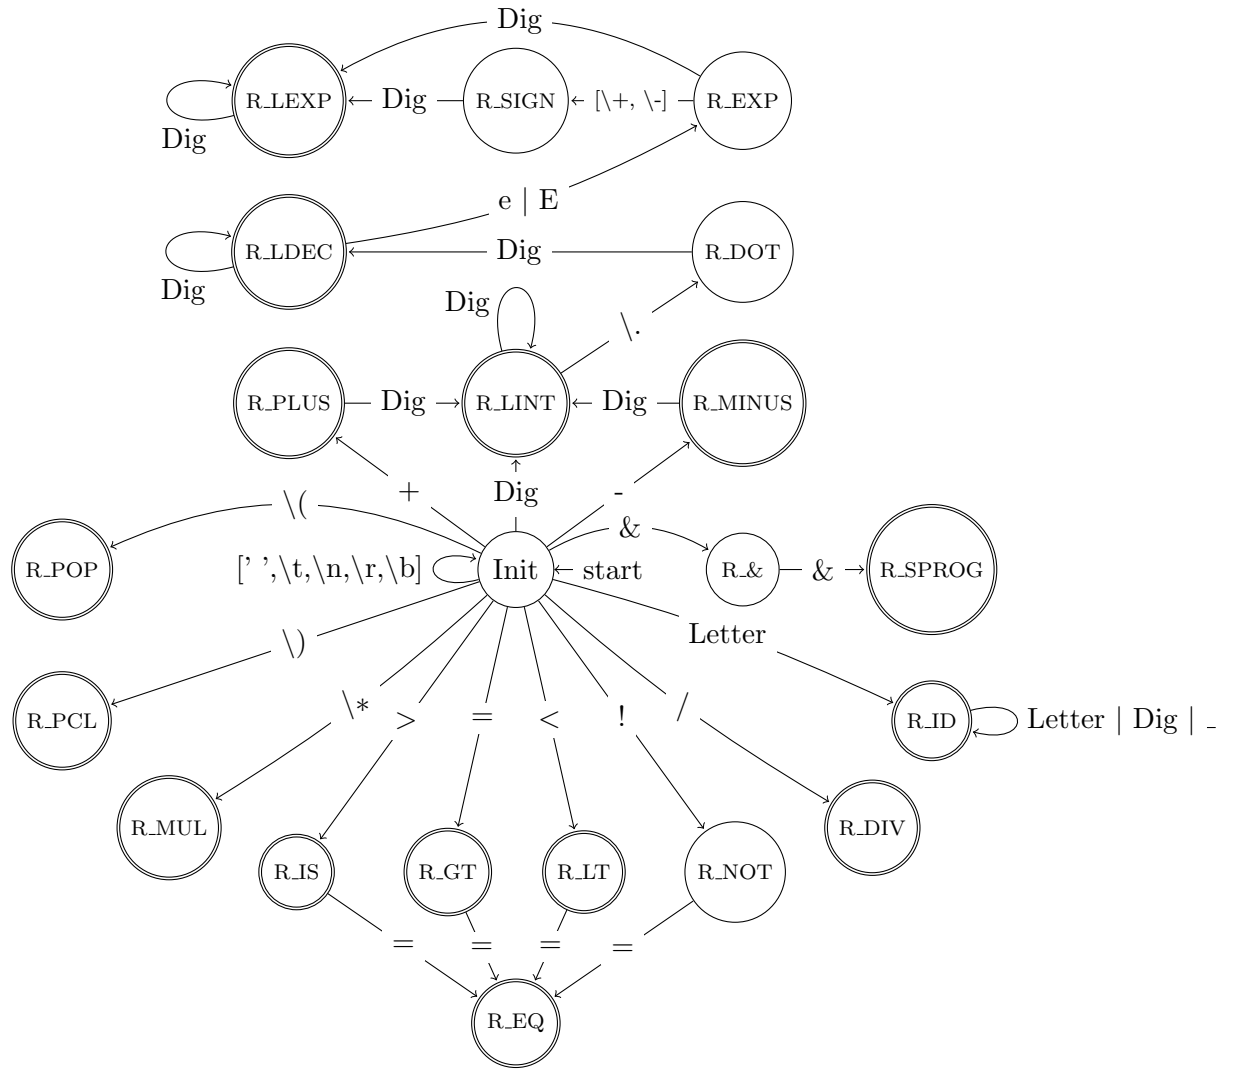 Dig
R_LEXP Dig R_SIGN [\+, \-] R_EXP
Dig
e | E
R_LDEC Dig R_DOT
Dig
Dig
\.
R_PLUS Dig R_LINT Dig R_MINUS
\( + Dig -
&
R_POP [' ',\t,\n,\r,\b] Init start R_& & R_SPROG
\) Letter
R_PCL \* > = < ! / R_ID Letter | Dig | _
R_MUL R_DIV
R_IS R_GT R_LT R_NOT
= = = =
R_EQ